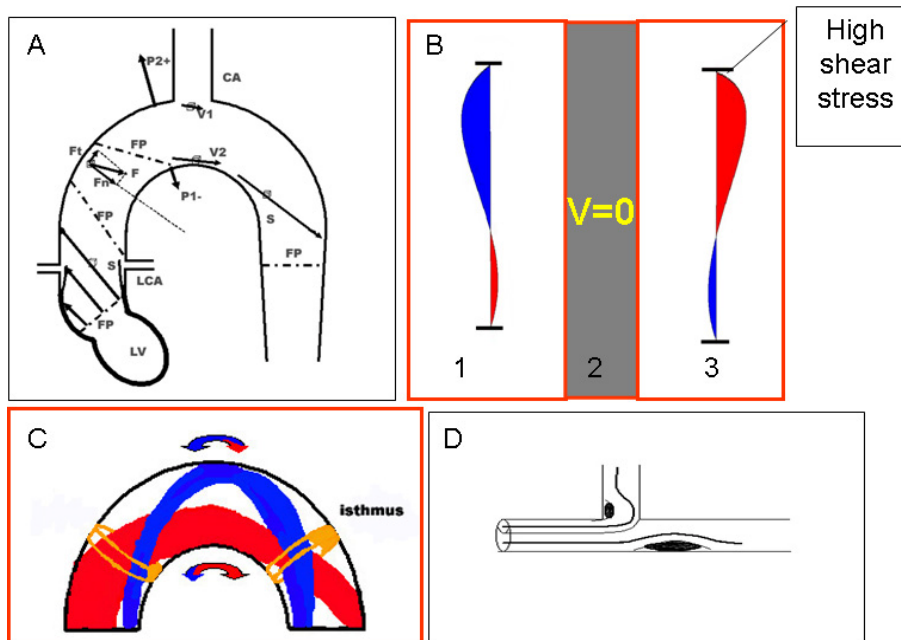 A
P2+
CA
V1
FP
V2
Ft
F
Fn
P1-
FP
S
FP
S
LCA
FP
LV
B
High
shear
stress
V=0
1
2
3
C
isthmus
D